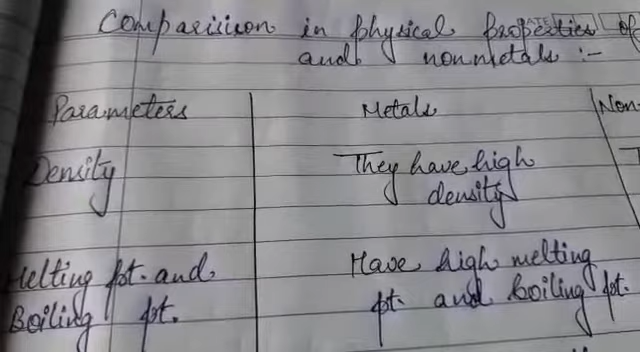 Comparision in physical properties of
and nonmetals :-
Parameters Metals Non-
Density They have high
density
Melting pt. and Have high melting
Boiling pt. pt. and boiling pt.